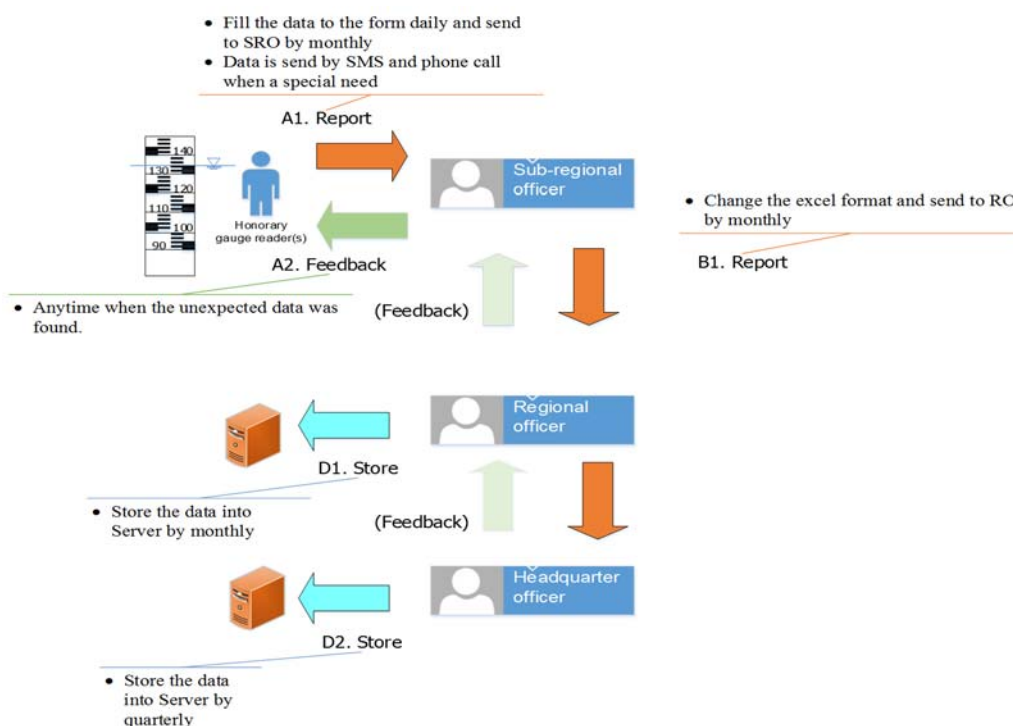 • Fill the data to the form daily and send
to SRO by monthly
• Data is send by SMS and phone call
when a special need
A1. Report
140
130
120
110
100
90
Honorary
gauge reader(s)
Sub-regional
officer
• Change the excel format and send to RO
by monthly
B1. Report
A2. Feedback
• Anytime when the unexpected data was
found.
(Feedback)
Regional
officer
D1. Store
• Store the data into
Server by monthly
(Feedback)
Headquarter
officer
D2. Store
• Store the data
into Server by
quarterly